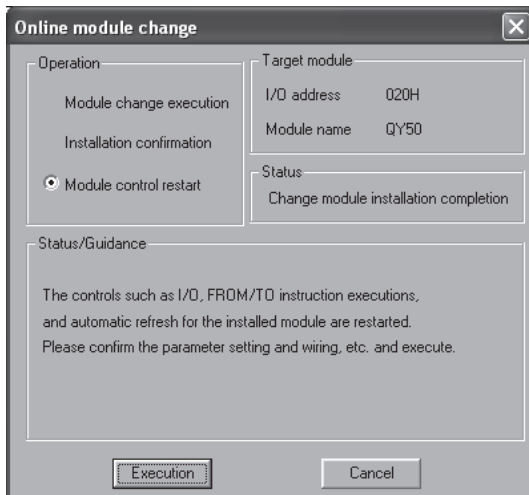 Online module change
Operation
Module change execution
Installation confirmation
Module control restart
Target module
I/O address 020H
Module name QY50
Status
Change module installation completion
Status/Guidance
The controls such as I/O, FROM/TO instruction executions,
and automatic refresh for the installed module are restarted.
Please confirm the parameter setting and wiring, etc. and execute.
Execution
Cancel